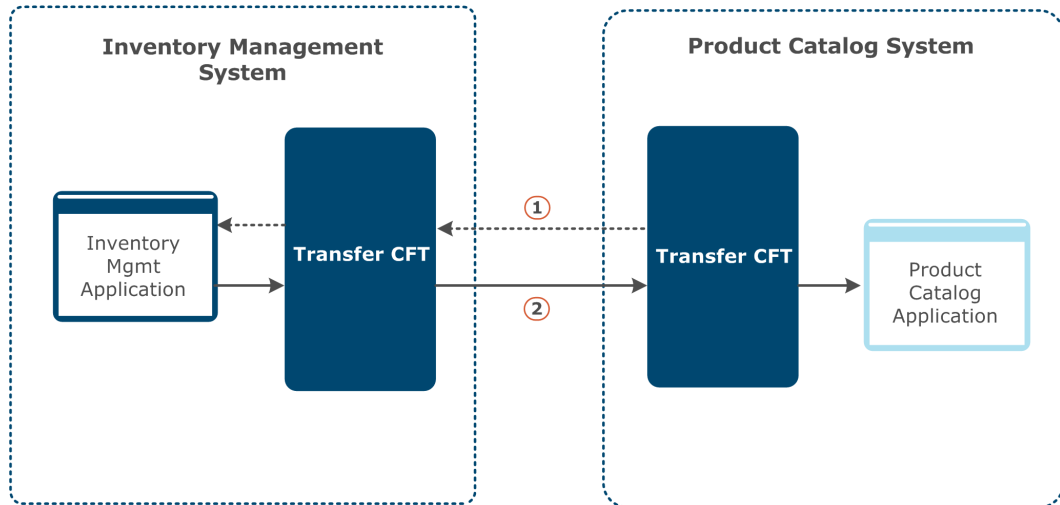 Inventory Management
System
Product Catalog System
Inventory
Mgmt
Application
Transfer CFT
1
2
Transfer CFT
Product
Catalog
Application